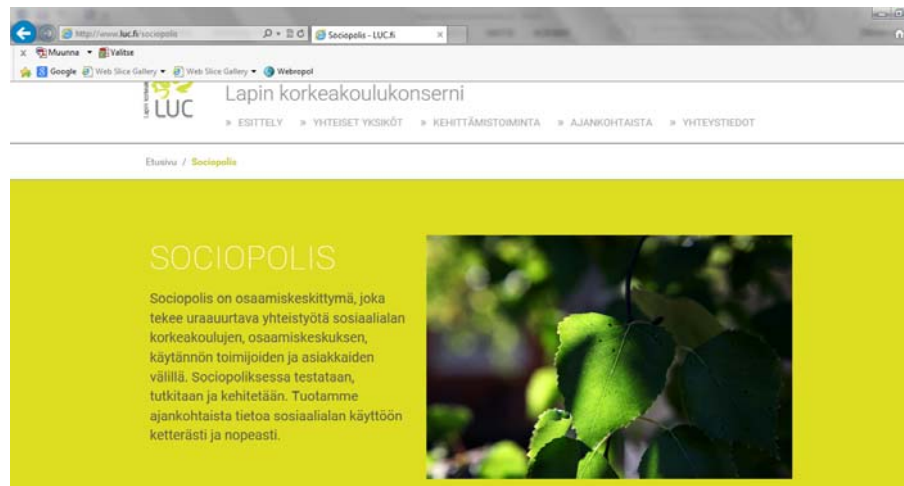 http://www.luc.fi/sociopolis
Sociopolis - LUC.fi
x Muunna Valitse
Google Web Slice Gallery Web Slice Gallery Webropol
Lapin korkeakoulukonserni
LUC
» ESITTELY » YHTEISET YKSIKÖT » KEHITTÄMISTOIMINTA » AJANKOHTAISTA » YHTEYSTIEDOT
Etusivu / Sociopolis
SOCIOPOLIS
Sociopolis on osaamiskeskittymä, joka
tekee uraauurtava yhteistyötä sosiaalialan
korkeakoulujen, osaamiskeskuksen,
käytännön toimijoiden ja asiakkaiden
välillä. Sociopoliksessa testataan,
tutkitaan ja kehitetään. Tuotamme
ajankohtaista tietoa sosiaalialan käyttöön
ketterästi ja nopeasti.